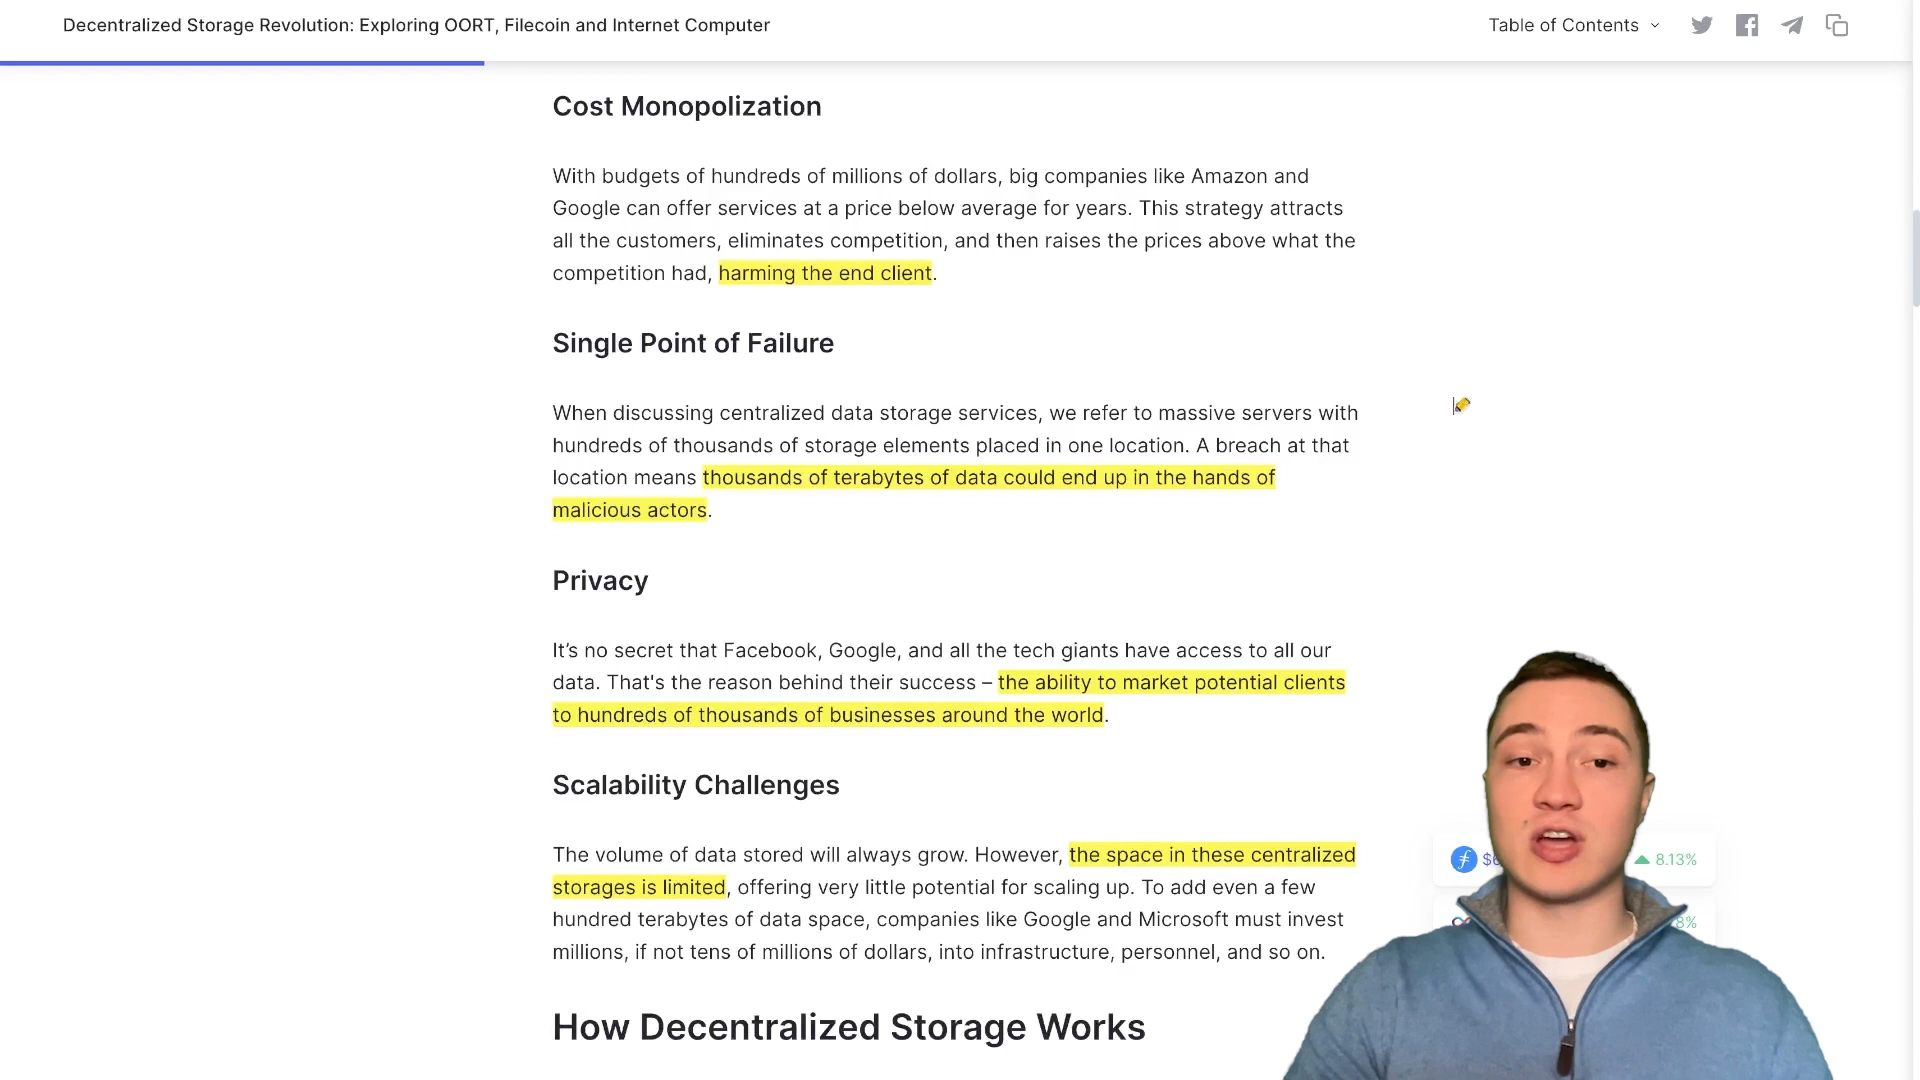 Decentralized Storage Revolution: Exploring OORT, Filecoin and Internet Computer
Table of Contents
Cost Monopolization
With budgets of hundreds of millions of dollars, big companies like Amazon and
Google can offer services at a price below average for years. This strategy attracts
all the customers, eliminates competition, and then raises the prices above what the
competition had, harming the end client.
Single Point of Failure
When discussing centralized data storage services, we refer to massive servers with
hundreds of thousands of storage elements placed in one location. A breach at that
location means thousands of terabytes of data could end up in the hands of
malicious actors.
Privacy
It’s no secret that Facebook, Google, and all the tech giants have access to all our
data. That's the reason behind their success – the ability to market potential clients
to hundreds of thousands of businesses around the world.
Scalability Challenges
The volume of data stored will always grow. However, the space in these centralized
storages is limited, offering very little potential for scaling up. To add even a few
hundred terabytes of data space, companies like Google and Microsoft must invest
millions, if not tens of millions of dollars, into infrastructure, personnel, and so on.
8.13%
How Decentralized Storage Works